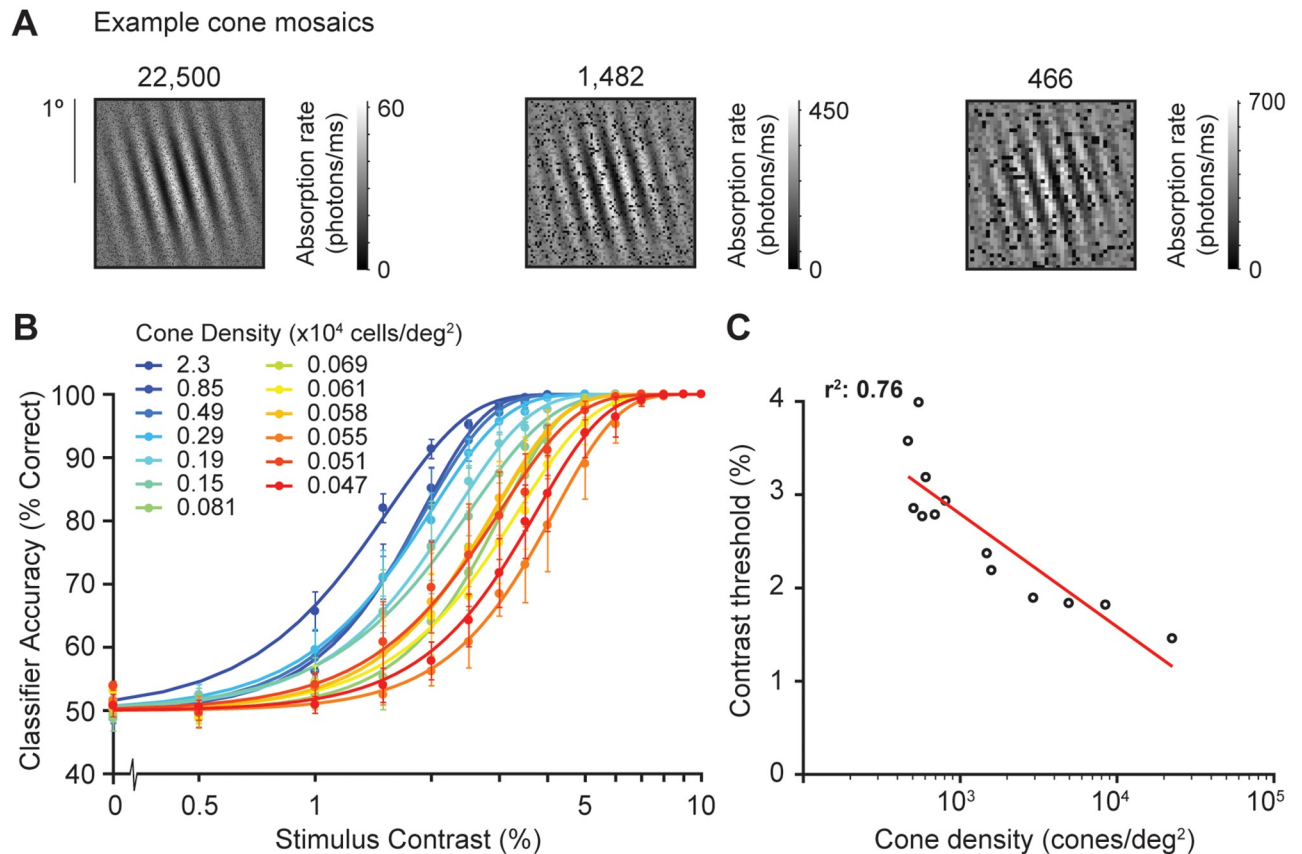 A Example cone mosaics
22,500 1,482 466
1º
Absorption rate (photons/ms)
60
0
Absorption rate (photons/ms)
450
0
Absorption rate (photons/ms)
700
0
B
Cone Density (x10⁴ cells/deg²)
2.3 0.069
0.85 0.061
0.49 0.058
0.29 0.055
0.19 0.051
0.15 0.047
0.081
Classifier Accuracy (% Correct)
100
90
80
70
60
50
40
0 0.5 1 5 10
Stimulus Contrast (%)
C
r²: 0.76
Contrast threshold (%)
4
3
2
1
0
10³ 10⁴ 10⁵
Cone density (cones/deg²)